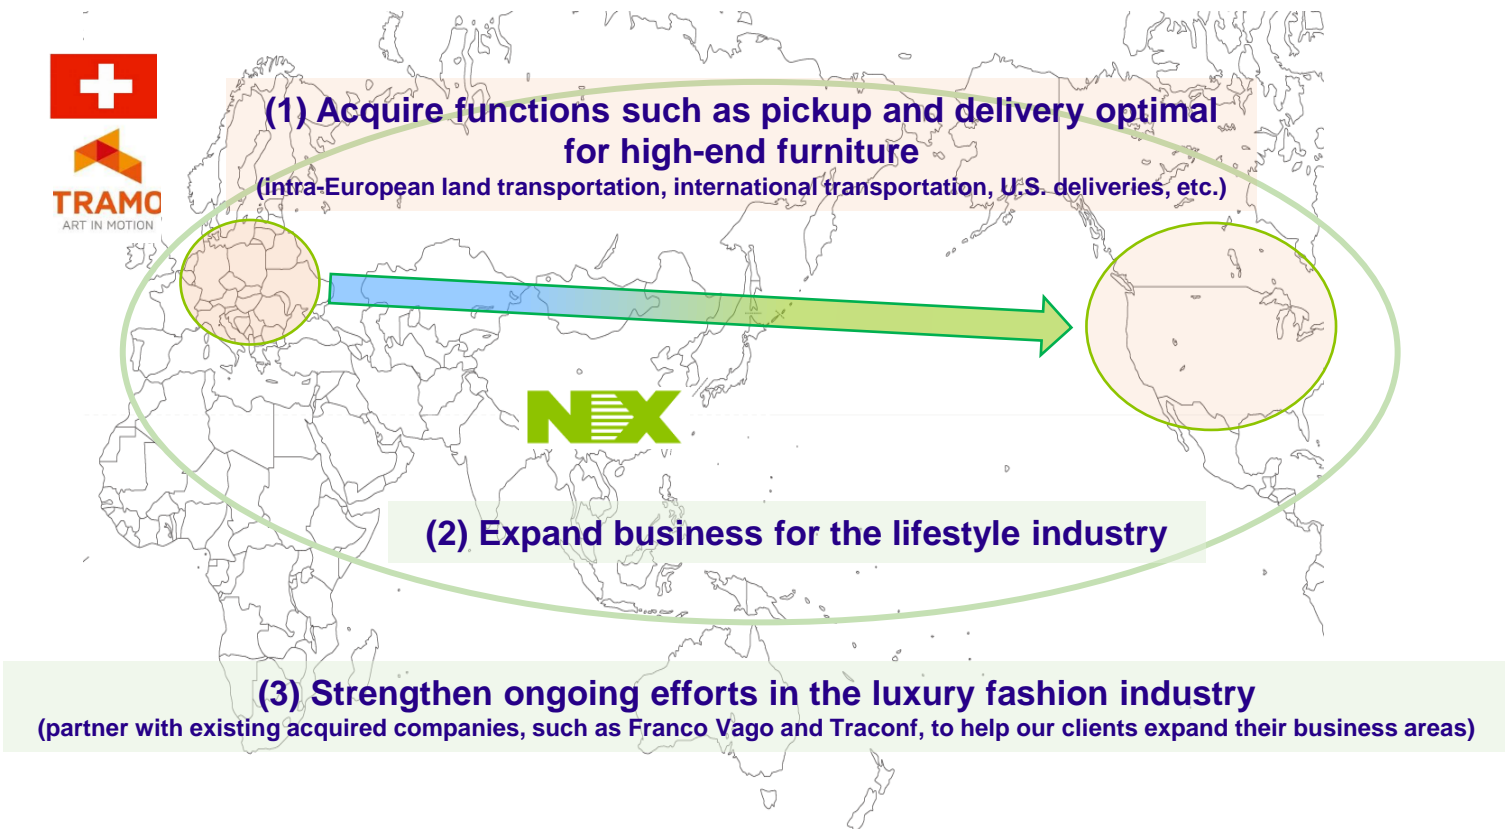 (1) Acquire functions such as pickup and delivery optimal
for high-end furniture
(intra-European land transportation, international transportation, U.S. deliveries, etc.)
TRAMO
ART IN MOTION
NX
(2) Expand business for the lifestyle industry
(3) Strengthen ongoing efforts in the luxury fashion industry
(partner with existing acquired companies, such as Franco Vago and Traconf, to help our clients expand their business areas)